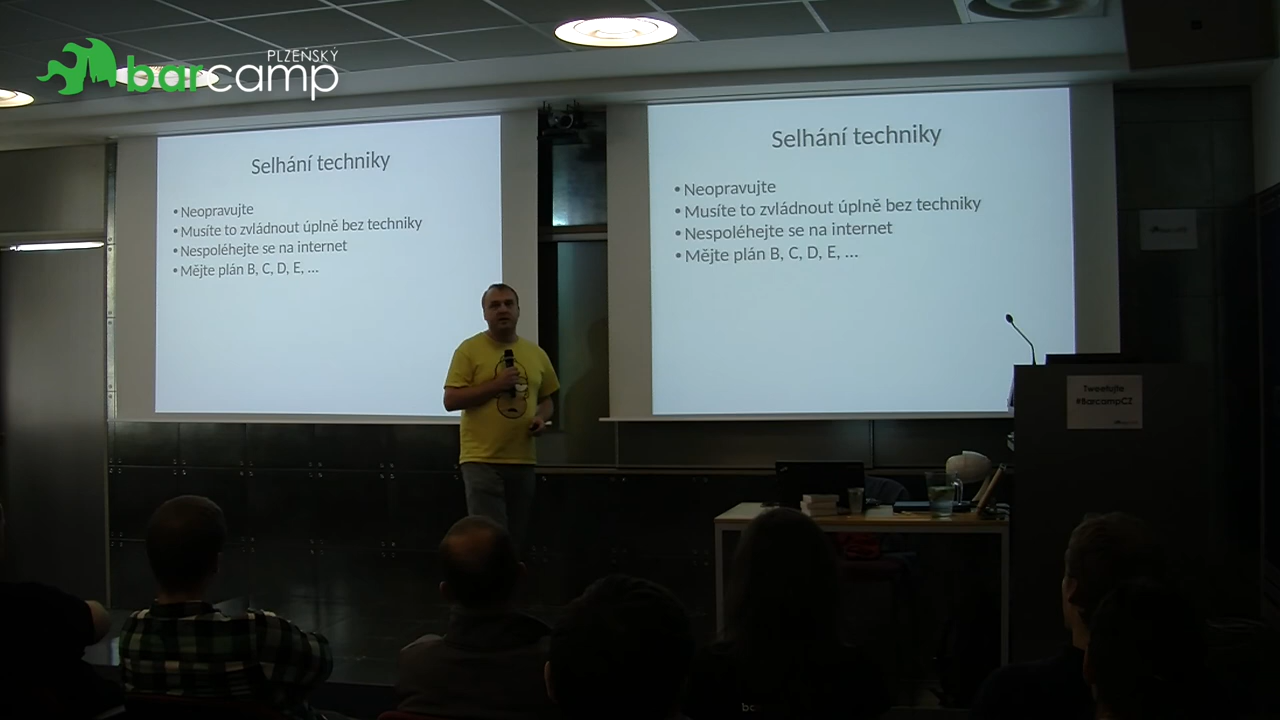 PLZEŇSKÝ
barcamp
Selhání techniky
• Neopravujte
• Musíte to zvládnout úplně bez techniky
• Nespoléhejte se na internet
• Mějte plán B, C, D, E, ...
Selhání techniky
• Neopravujte
• Musíte to zvládnout úplně bez techniky
• Nespoléhejte se na internet
• Mějte plán B, C, D, E, ...
Tweetujte
#BarcampCZ